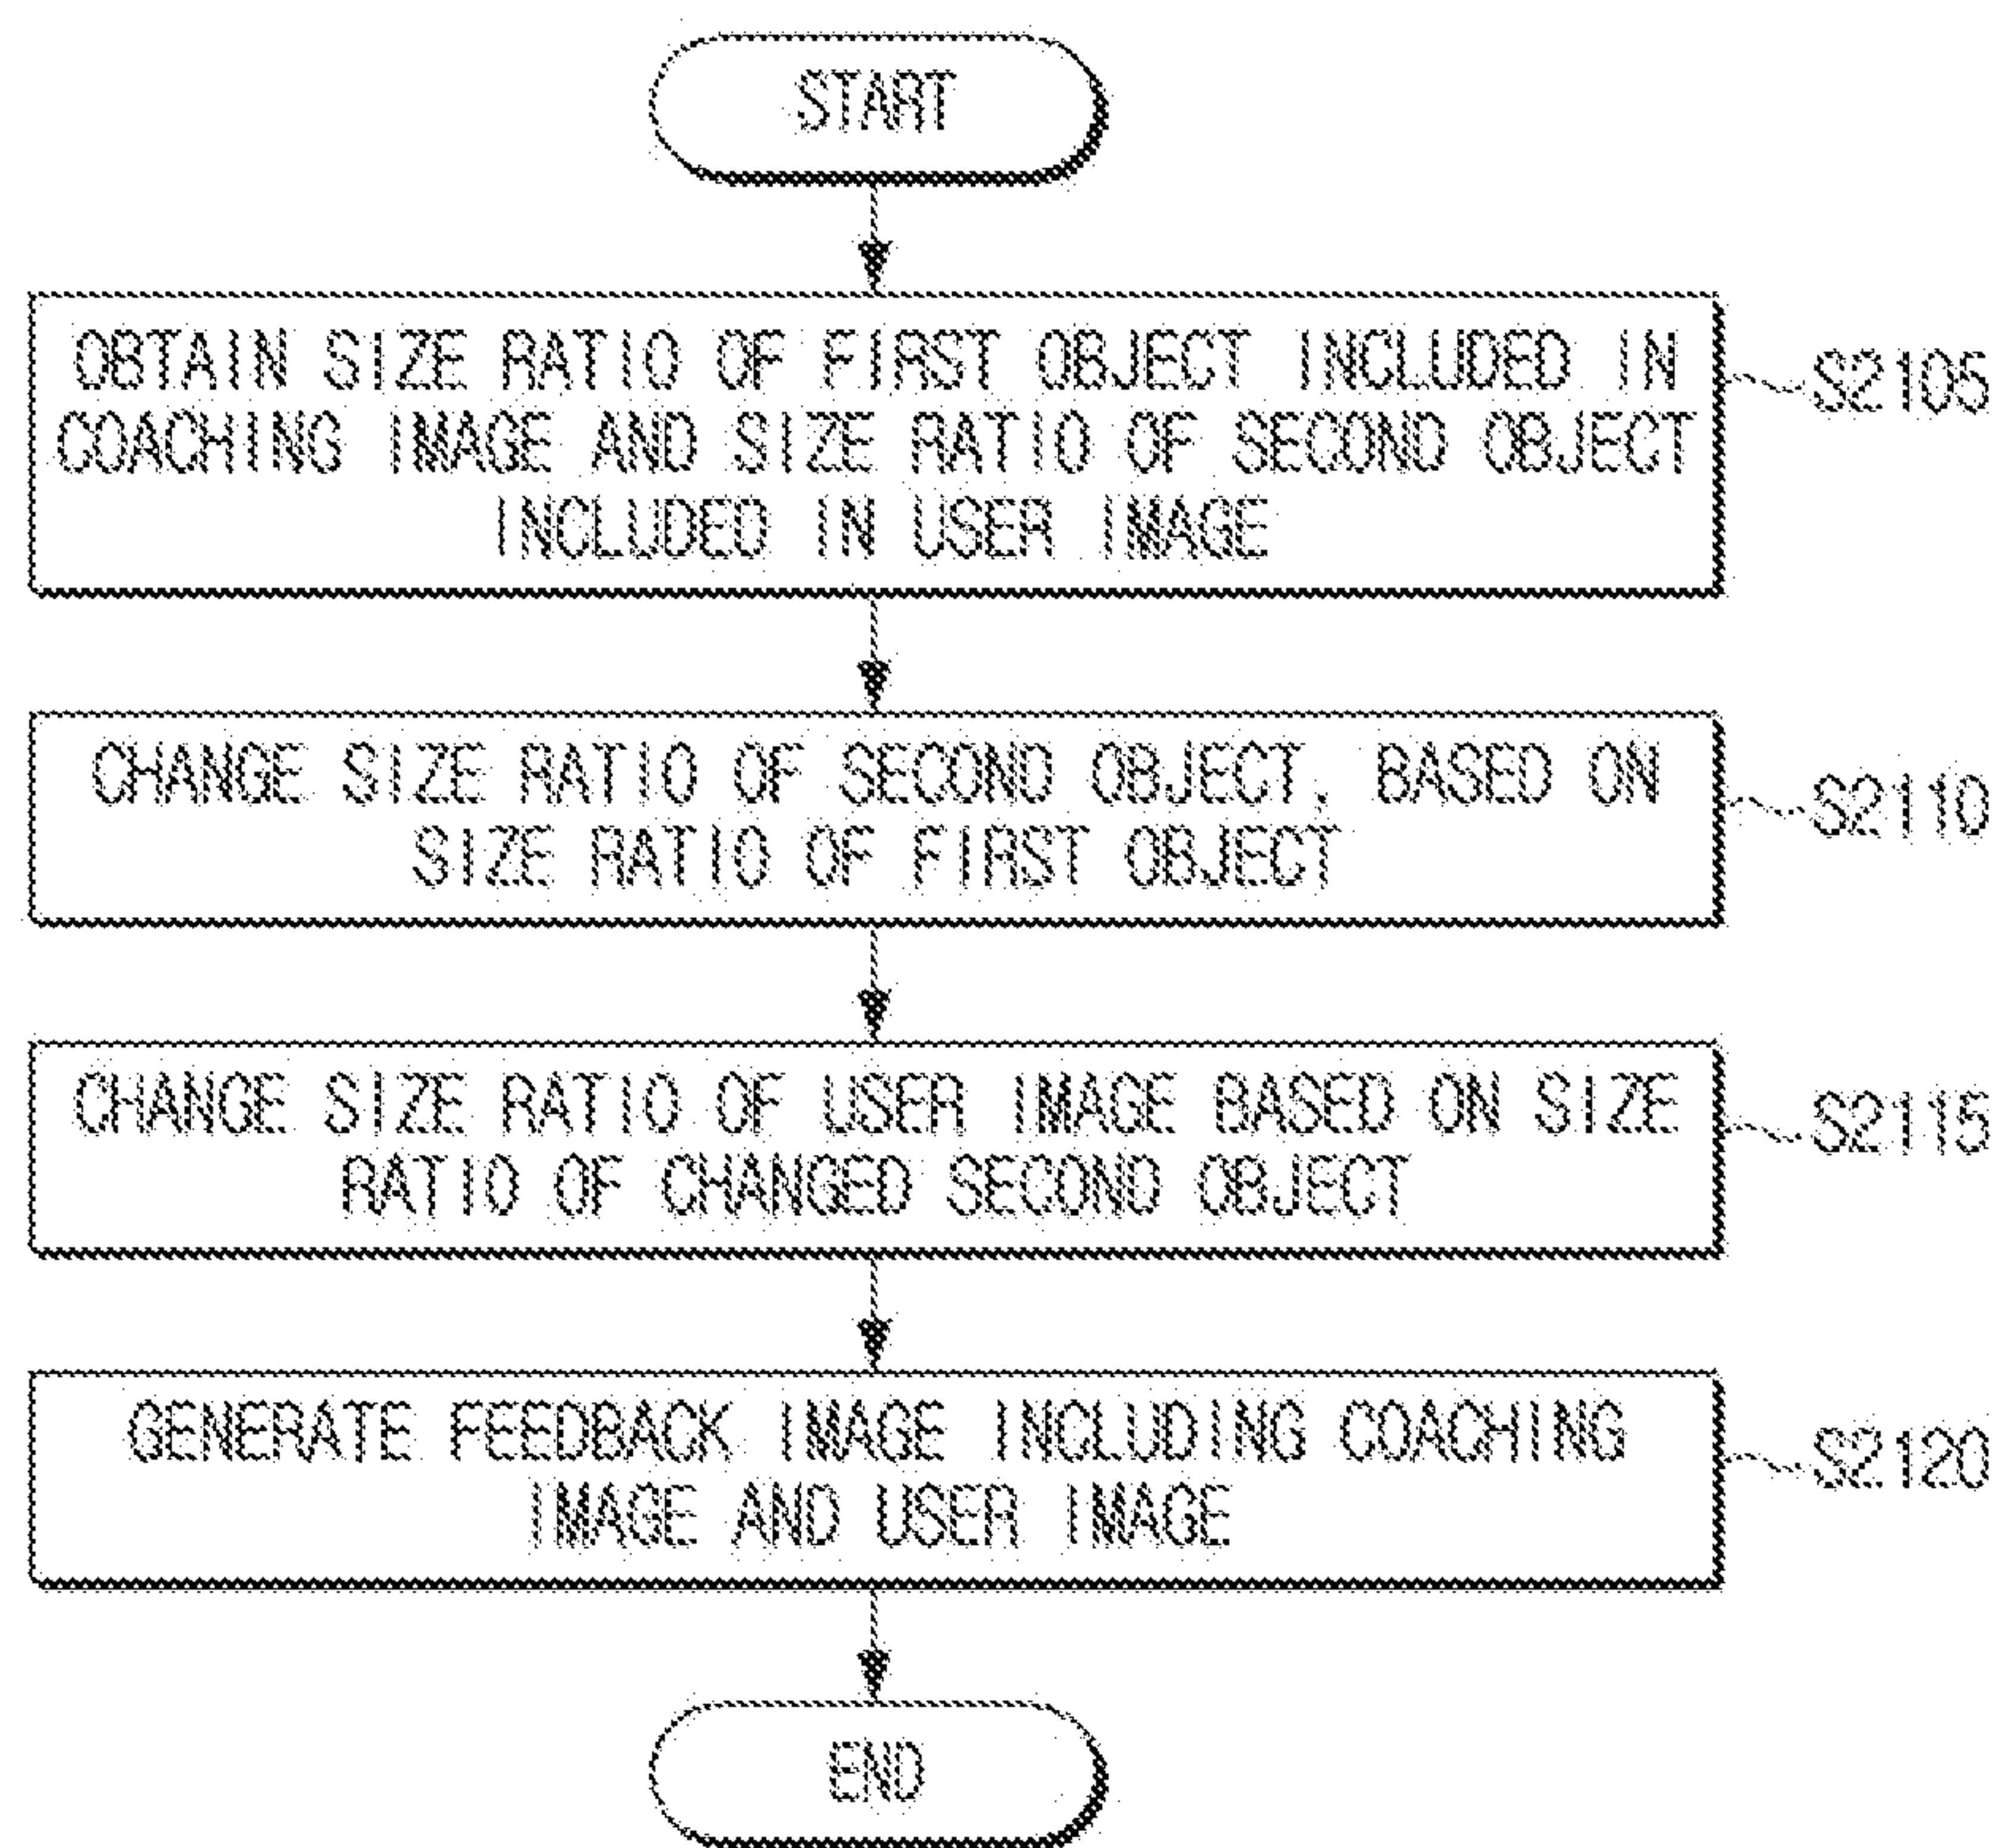 START
OBTAIN SIZE RATIO OF FIRST OBJECT INCLUDED IN
COACHING IMAGE AND SIZE RATIO OF SECOND OBJECT
INCLUDED IN USER IMAGE
S2105
CHANGE SIZE RATIO OF SECOND OBJECT, BASED ON
SIZE RATIO OF FIRST OBJECT
S2110
CHANGE SIZE RATIO OF USER IMAGE BASED ON SIZE
RATIO OF CHANGED SECOND OBJECT
S2115
GENERATE FEEDBACK IMAGE INCLUDING COACHING
IMAGE AND USER IMAGE
S2120
END